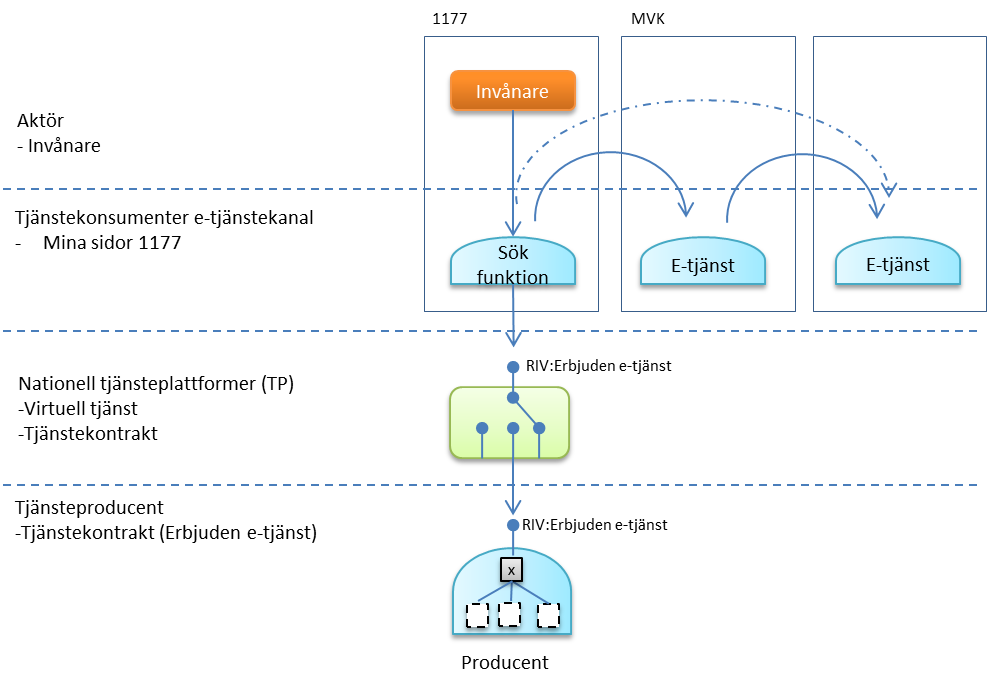 1177
MVK
Invånare
Aktör
- Invånare
Tjänstekonsumenter e-tjänstekanal
- Mina sidor 1177
Sök
funktion
E-tjänst
E-tjänst
RIV:Erbjuden e-tjänst
Nationell tjänsteplattformer (TP)
-Virtuell tjänst
-Tjänstekontrakt
Tjänsteproducent
-Tjänstekontrakt (Erbjuden e-tjänst)
RIV:Erbjuden e-tjänst
x
Producent